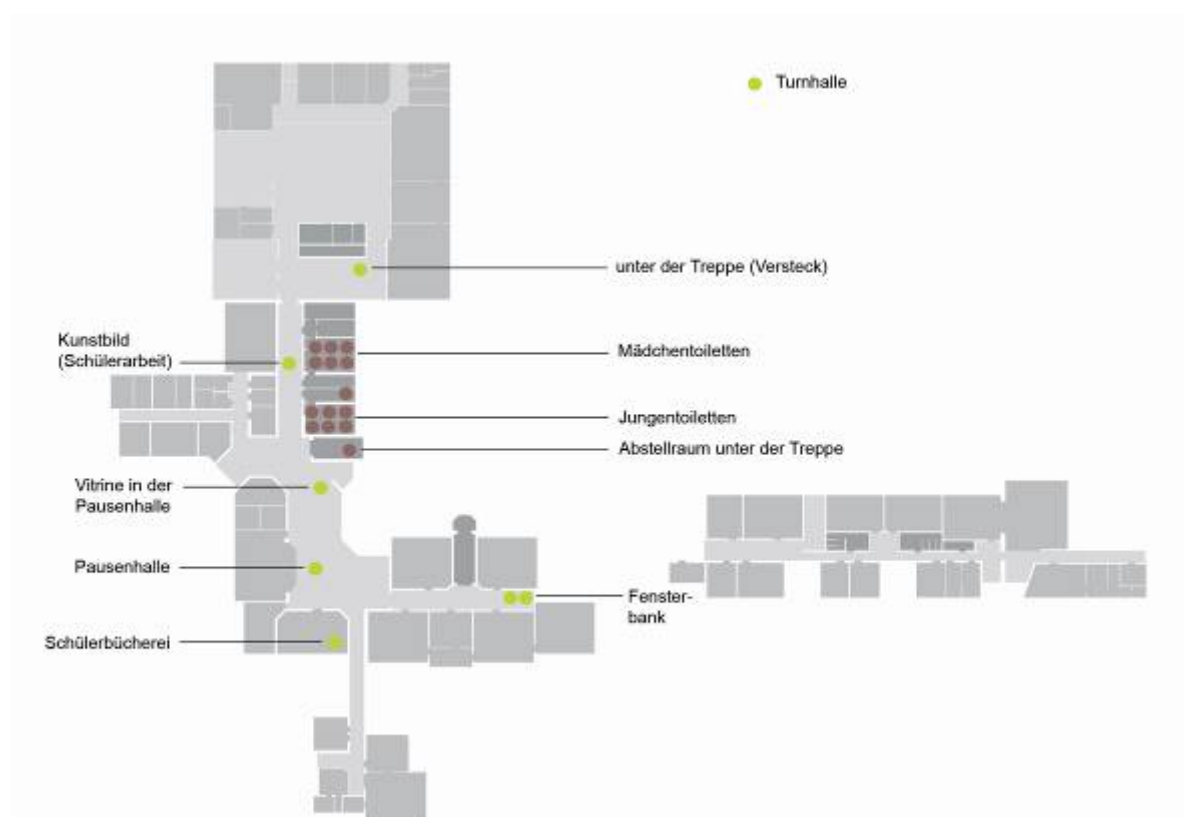 Turnhalle
unter der Treppe (Versteck)
Kunstbild
(Schülerarbeit)
Mädchentoiletten
Jungentoiletten
Abstellraum unter der Treppe
Vitrine in der
Pausenhalle
Pausenhalle
Fenster-
bank
Schülerbücherei